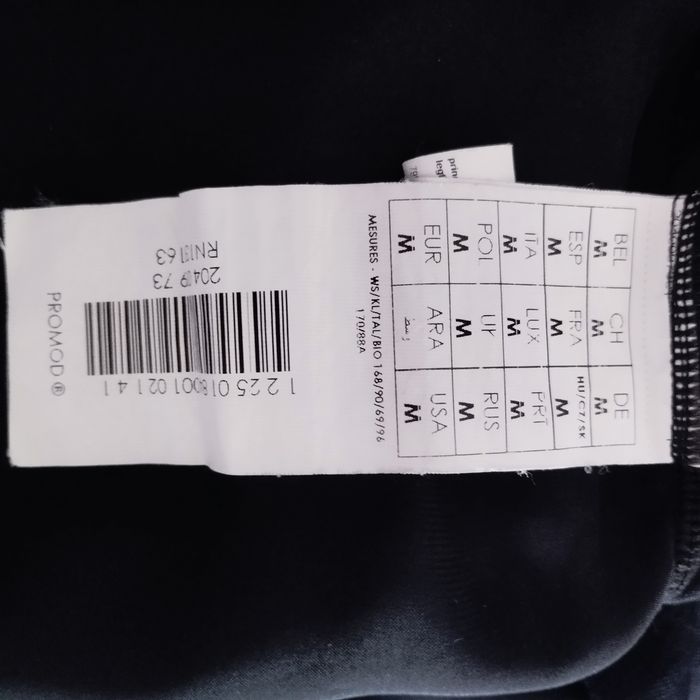 BEL CH DE
M M M
ESP FRA HU/CZ/SK
M M M
ITA LUX PRT
M M M
POL UK RUS
M M M
EUR ARA USA
M M
MESURES - WS/KL/TAL/BIO 168/90/69/96
170/88A
PROMOD ®